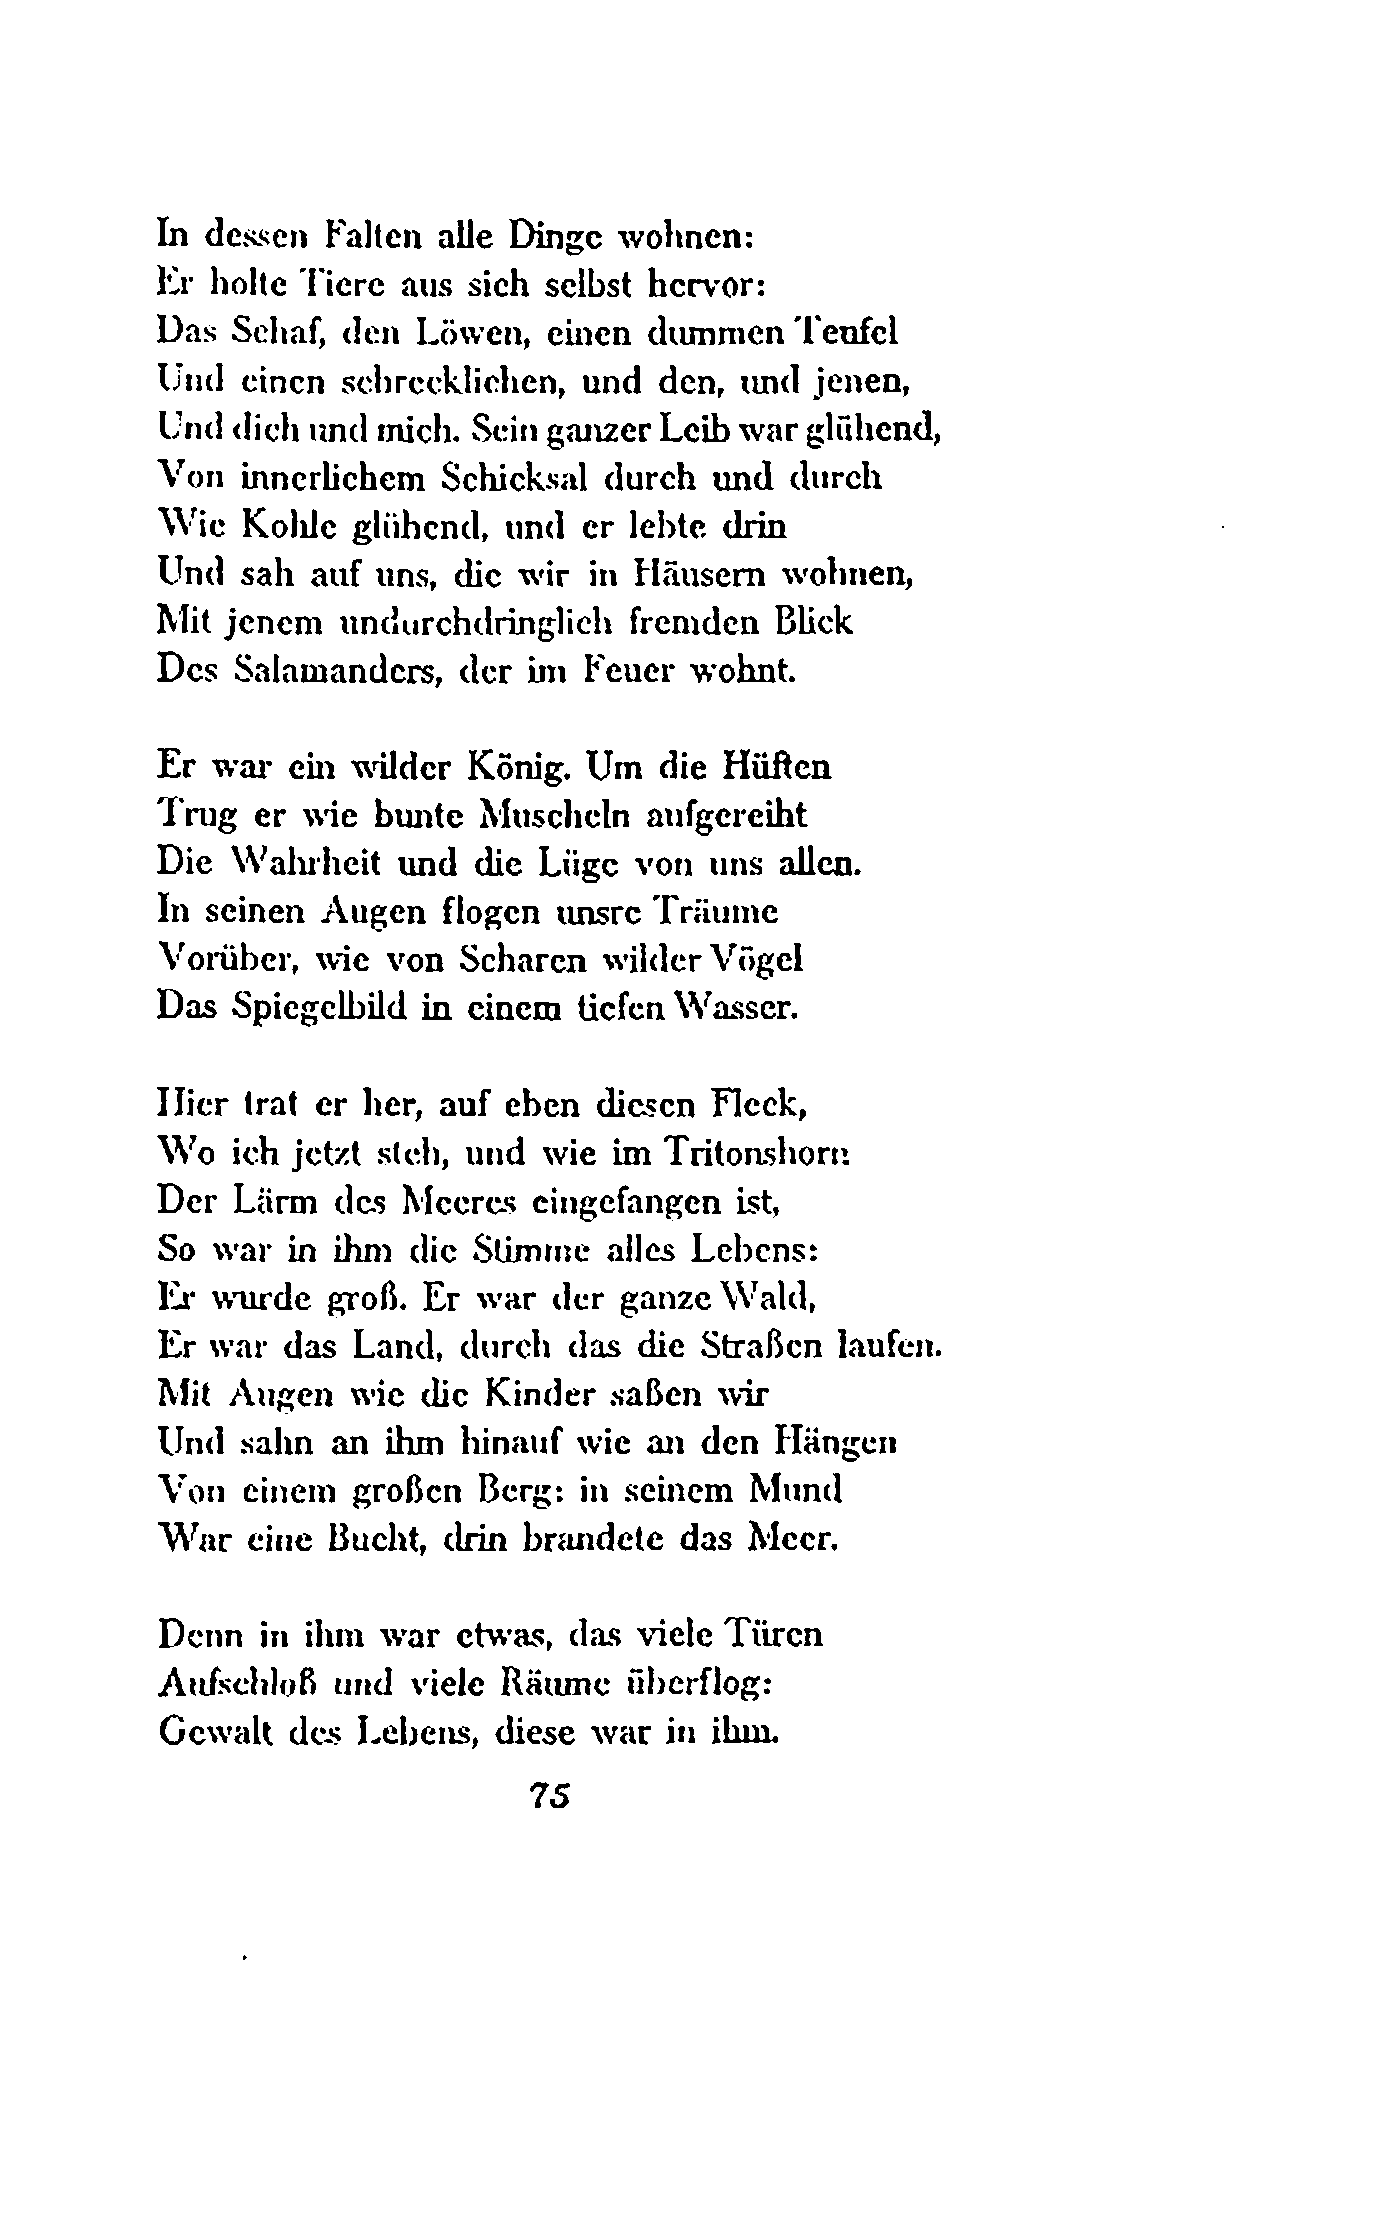 In dessen Falten alle Dinge wohnen:
Er holte Tiere aus sich selbst hervor:
Das Schaf, den Löwen, einen dummen Teufel
Und einen schrecklichen, und den, und jenen,
Und dich und mich. Sein ganzer Leib war glühend,
Von innerlichem Schicksal durch und durch
Wie Kohle glühend, und er lebte drin
Und sah auf uns, die wir in Häusern wohnen,
Mit jenem undurchdringlich fremden Blick
Des Salamanders, der im Feuer wohnt.

Er war ein wilder König. Um die Hüften
Trug er wie bunte Muscheln aufgereiht
Die Wahrheit und die Lüge von uns allen.
In seinen Augen flogen unsre Träume
Vorüber, wie von Scharen wilder Vögel
Das Spiegelbild in einem tiefen Wasser.

Hier trat er her, auf eben diesen Fleck,
Wo ich jetzt steh, und wie im Tritonshorn
Der Lärm des Meeres eingefangen ist,
So war in ihm die Stimme alles Lebens:
Er wurde groß. Er war der ganze Wald,
Er war das Land, durch das die Straßen laufen.
Mit Augen wie die Kinder saßen wir
Und sahn an ihm hinauf wie an den Hängen
Von einem großen Berg: in seinem Mund
War eine Bucht, drin brandete das Meer.

Denn in ihm war etwas, das viele Türen
Aufschloß und viele Räume überflog:
Gewalt des Lebens, diese war in ihm.
75